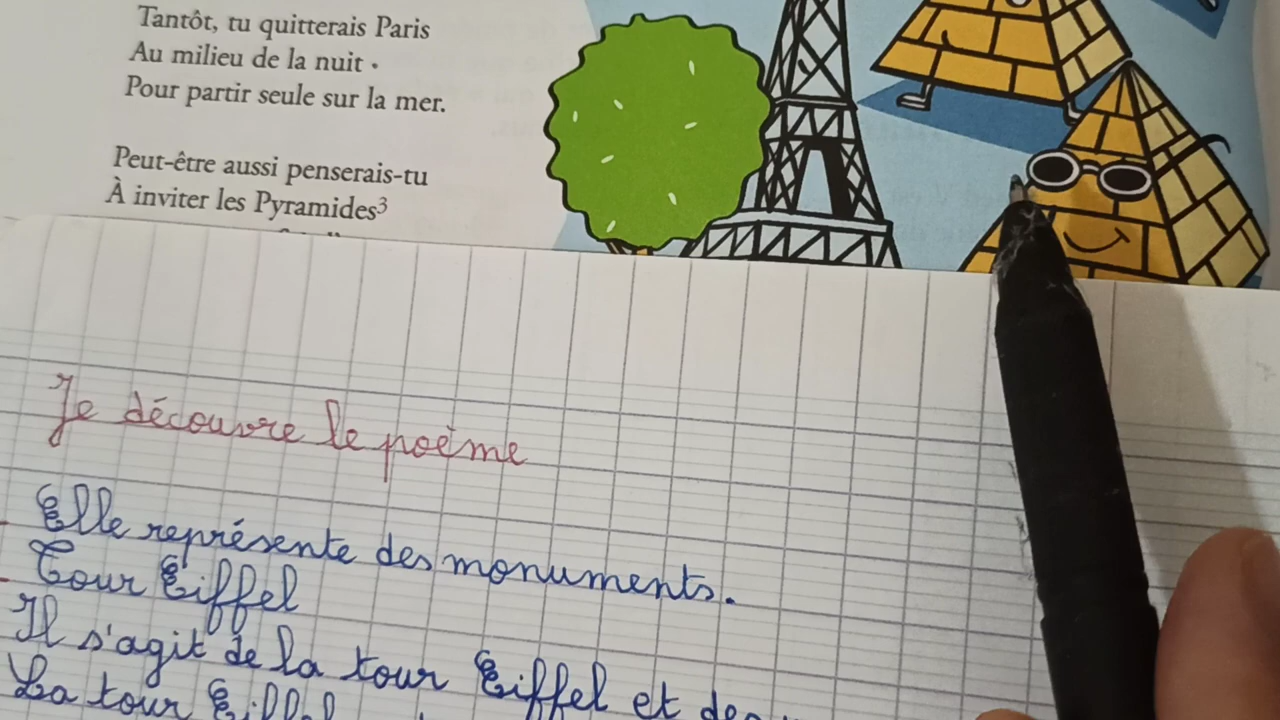 Tantôt, tu quitterais Paris
Au milieu de la nuit
Pour partir seule sur la mer.
Peut-être aussi penserais-tu
À inviter les Pyramides³
Je découvre le poème
Elle représente des monuments.
Tour Eiffel
Il s'agit de la tour Eiffel et des
La tour Eiffel